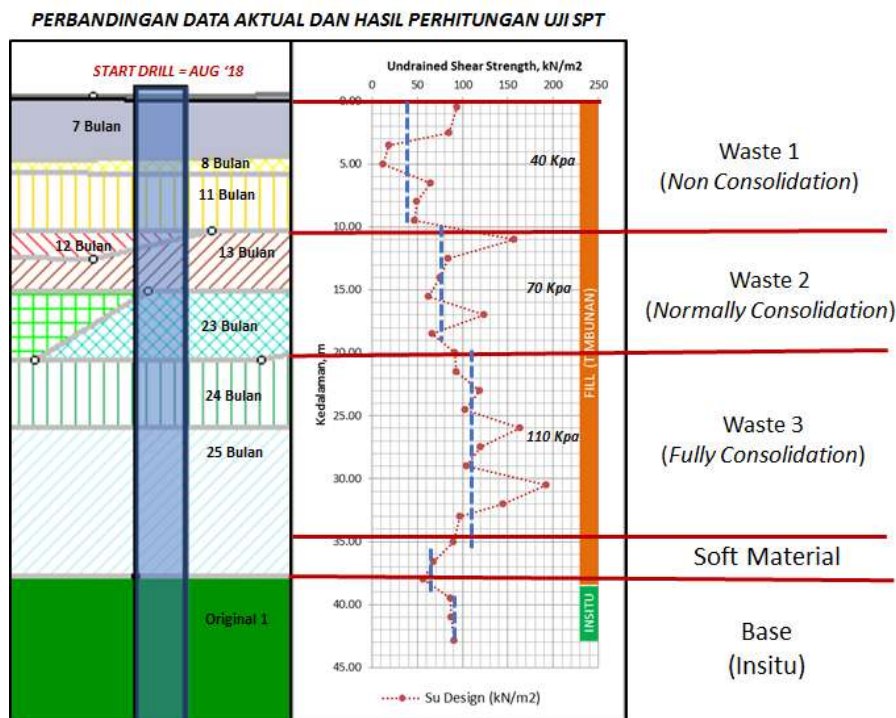 PERBANDINGAN DATA AKTUAL DAN HASIL PERHITUNGAN UJI SPT
START DRILL = AUG '18
7 Bulan
8 Bulan
11 Bulan
12 Bulan
13 Bulan
23 Bulan
24 Bulan
25 Bulan
Original 1
Undrained Shear Strength, kN/m2
0 50 100 150 200 250
0.00
5.00
10.00
15.00
20.00
25.00
30.00
35.00
40.00
45.00
Kedalaman, m
40 Kpa
70 Kpa
110 Kpa
FILL (TIMBUNAN)
INSITU
Su Design (kN/m2)
Waste 1
(Non Consolidation)
Waste 2
(Normally Consolidation)
Waste 3
(Fully Consolidation)
Soft Material
Base
(Insitu)